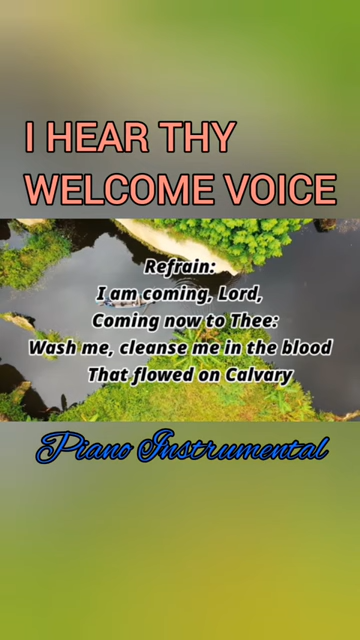 I HEAR THY
WELCOME VOICE
Refrain:
I am coming, Lord,
Coming now to Thee:
Wash me, cleanse me in the blood
That flowed on Calvary
Piano Instrumental